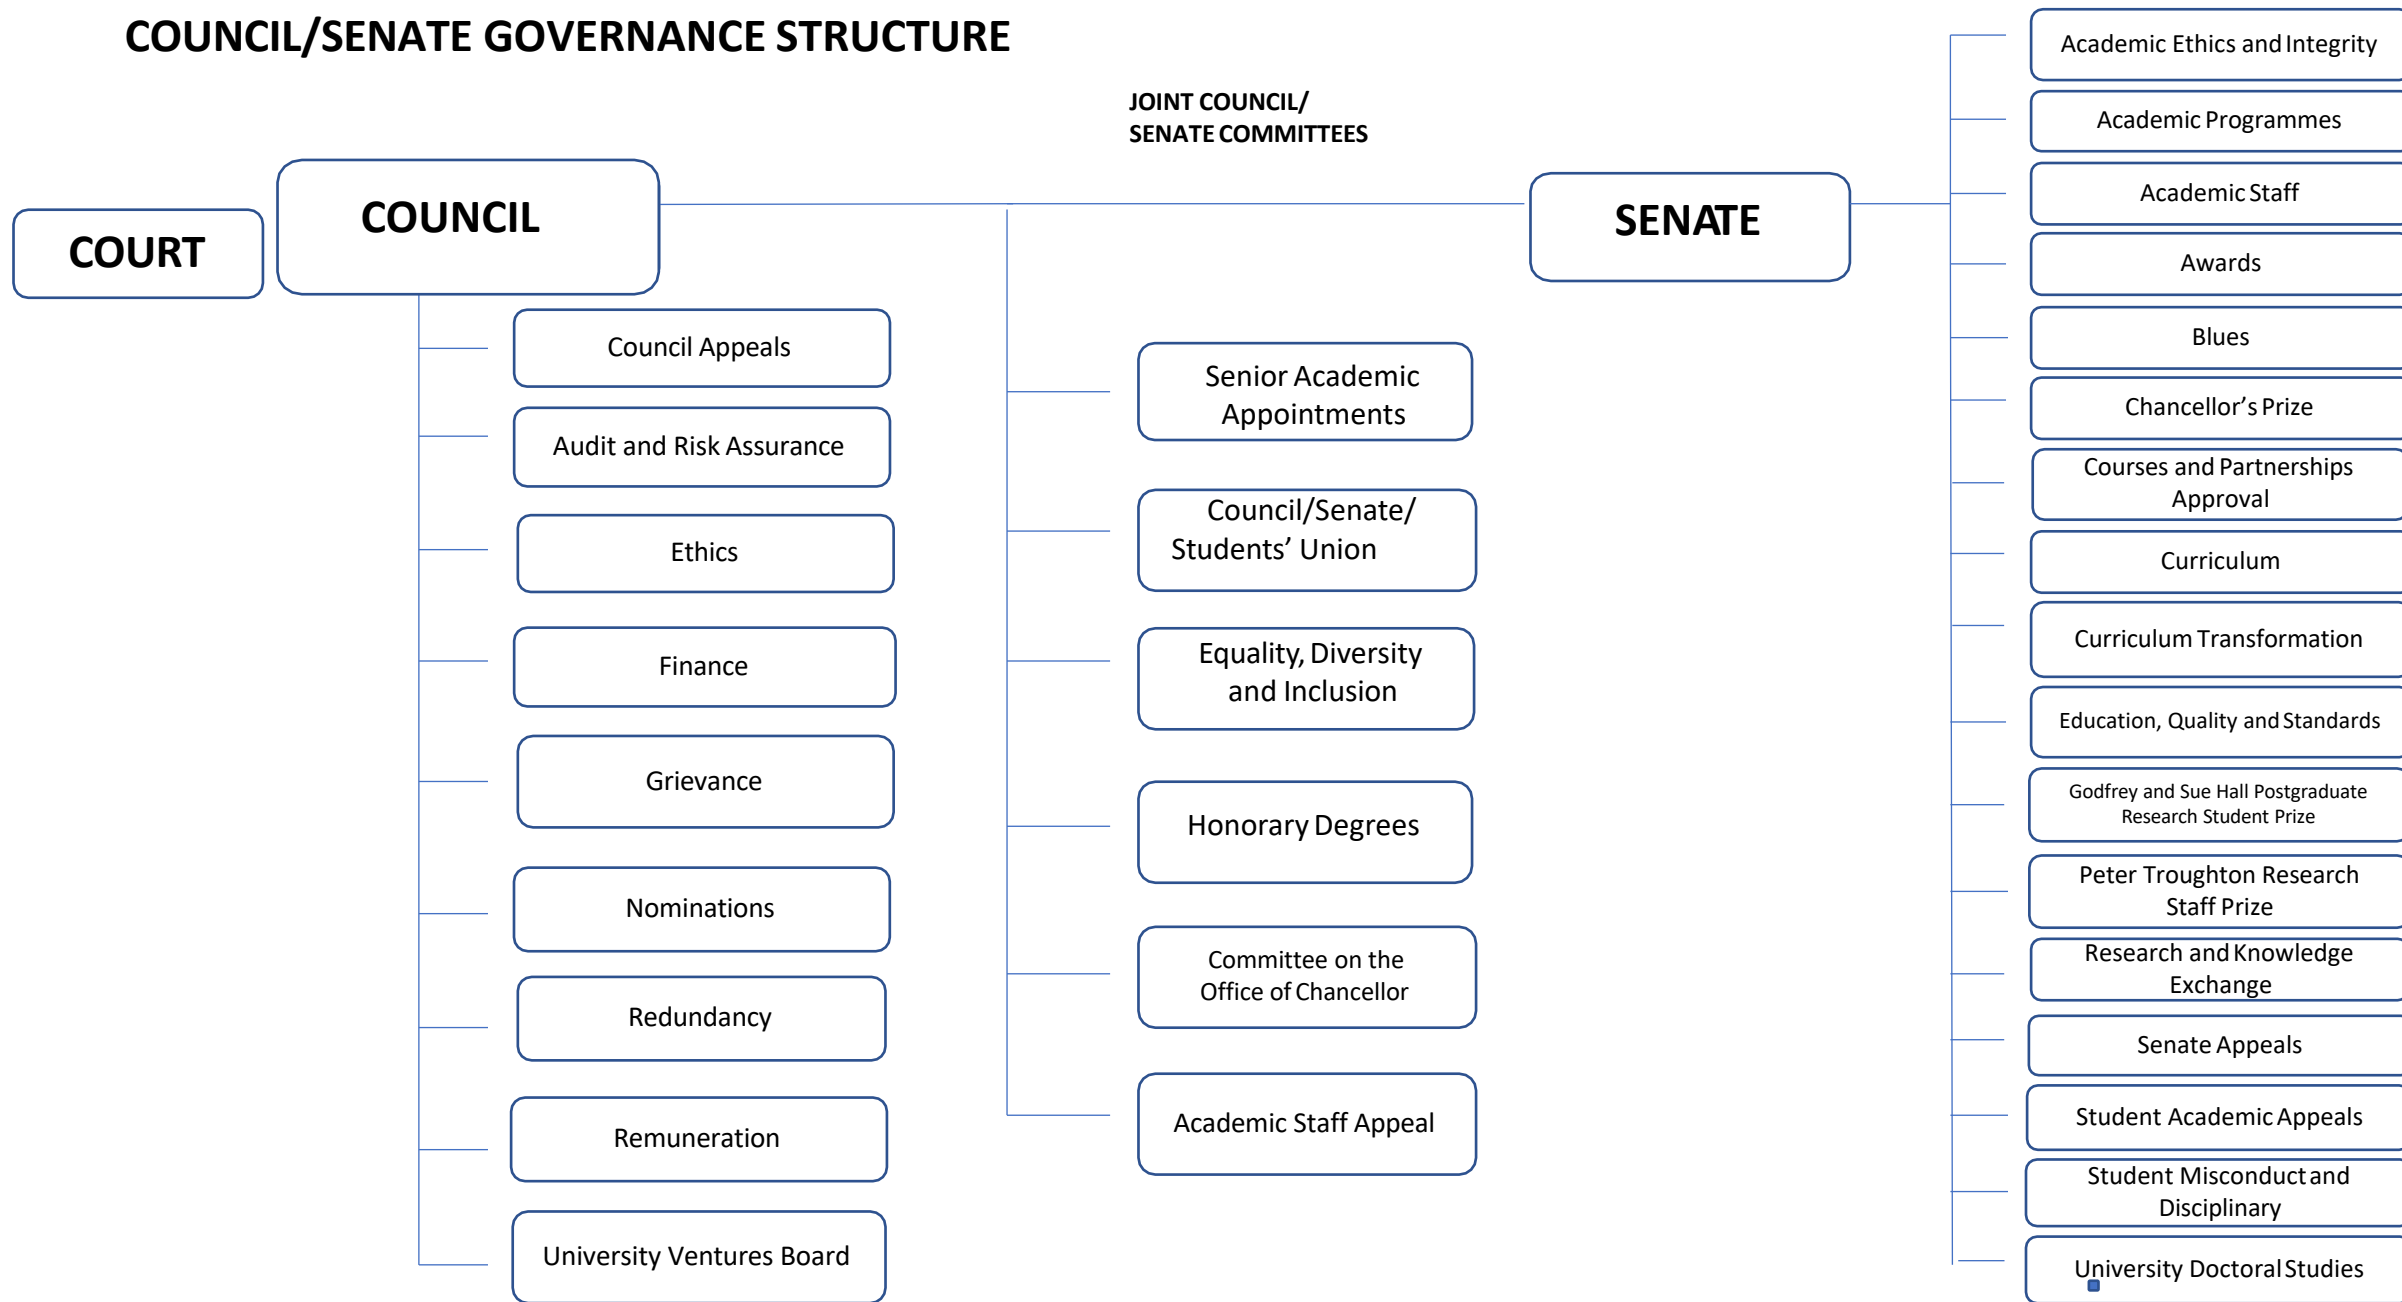 COUNCIL/SENATE GOVERNANCE STRUCTURE
JOINT COUNCIL/
SENATE COMMITTEES
COURT
COUNCIL
SENATE
Council Appeals
Audit and Risk Assurance
Ethics
Finance
Grievance
Nominations
Redundancy
Remuneration
University Ventures Board
Senior Academic
Appointments
Council/Senate/
Students’ Union
Equality, Diversity
and Inclusion
Honorary Degrees
Committee on the
Office of Chancellor
Academic Staff Appeal
Academic Ethics and Integrity
Academic Programmes
Academic Staff
Awards
Blues
Chancellor’s Prize
Courses and Partnerships
Approval
Curriculum
Curriculum Transformation
Education, Quality and Standards
Godfrey and Sue Hall Postgraduate
Research Student Prize
Peter Troughton Research
Staff Prize
Research and Knowledge
Exchange
Senate Appeals
Student Academic Appeals
Student Misconduct and
Disciplinary
University Doctoral Studies